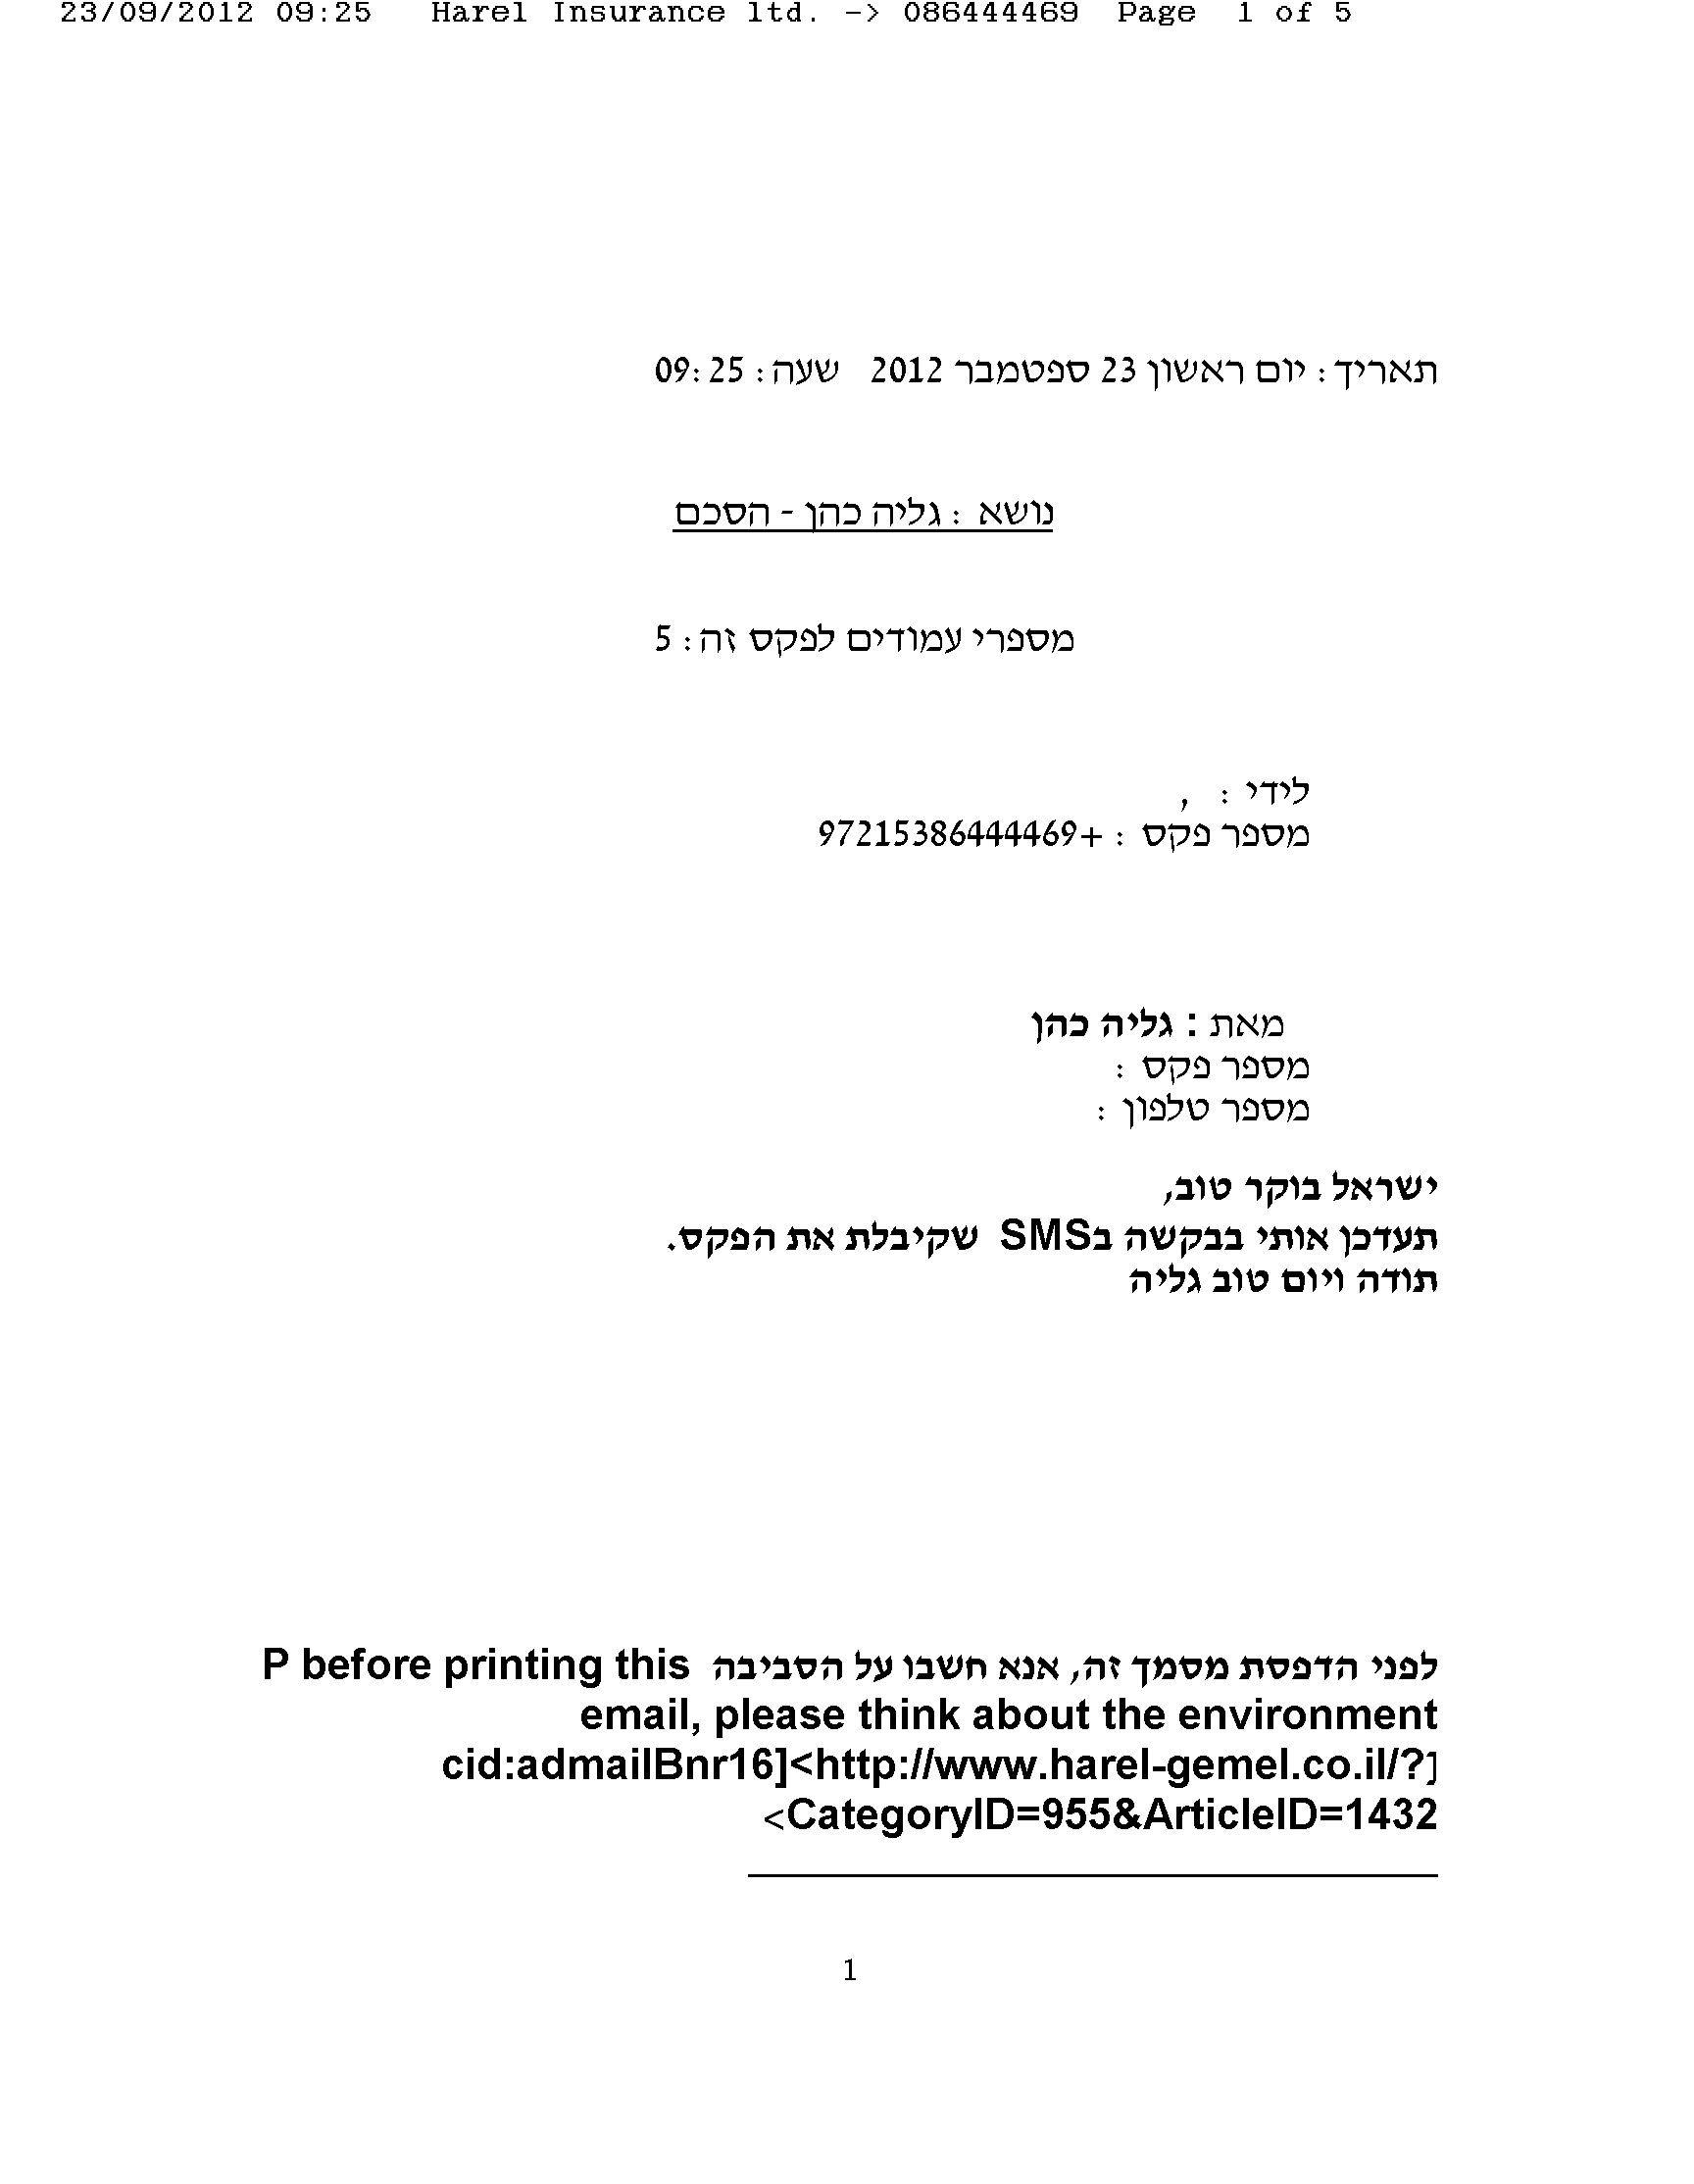 23/09/2012 09:25   Harel Insurance ltd. -> 086444469  Page  1 of 5
תאריך: יום ראשון 23 ספטמבר 2012   שעה: 09:25
נושא : גליה כהן - הסכם
מספרי עמודים לפקס זה: 5
לידי :   ,
מספר פקס : +97215386444469
מאת : גליה כהן
מספר פקס :
מספר טלפון :
ישראל בוקר טוב,
תעדכן אותי בבקשה בSMS שקיבלת את הפקס.
תודה ויום טוב גליה
לפני הדפסת מסמך זה, אנא חשבו על הסביבה P before printing this
email, please think about the environment
[cid:admailBnr16]<http://www.harel-gemel.co.il/?
CategoryID=955&ArticleID=1432>
1